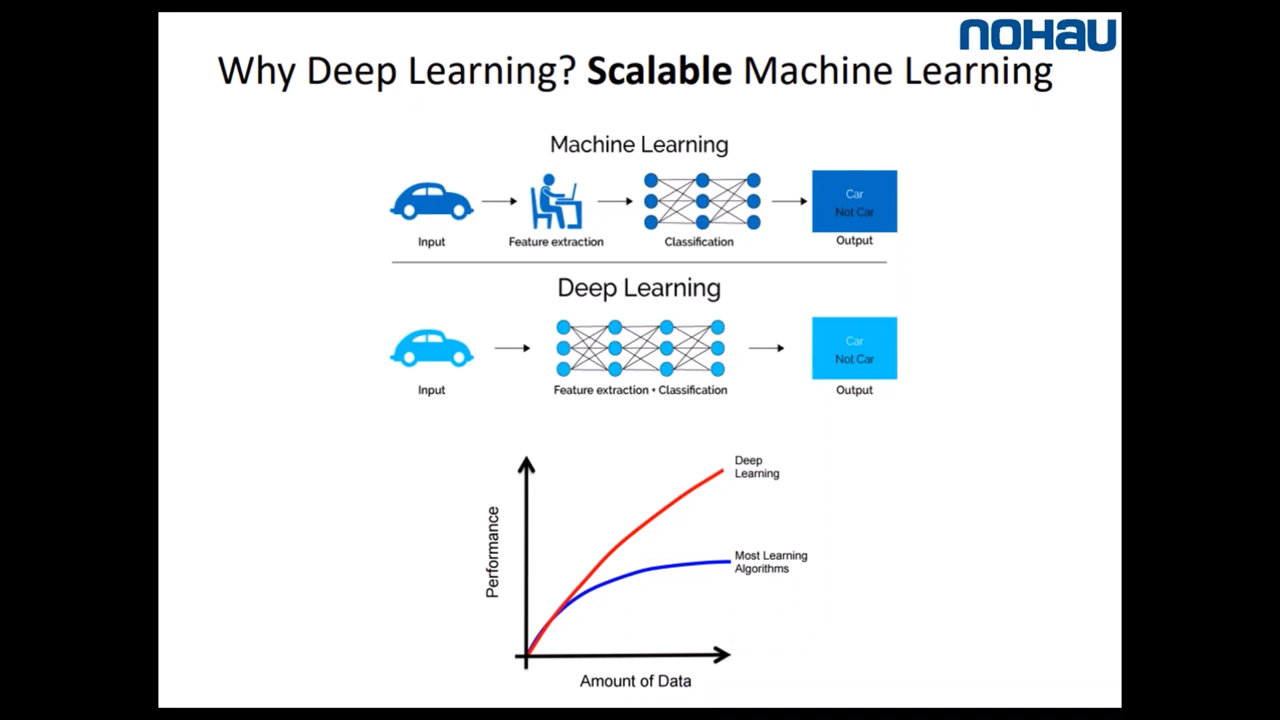 NOHAU
Why Deep Learning? Scalable Machine Learning
Machine Learning
Car
Not Car
Input
Feature extraction
Classification
Output
Deep Learning
Car
Not Car
Input
Feature extraction + Classification
Output
Performance
Deep
Learning
Most Learning
Algorithms
Amount of Data